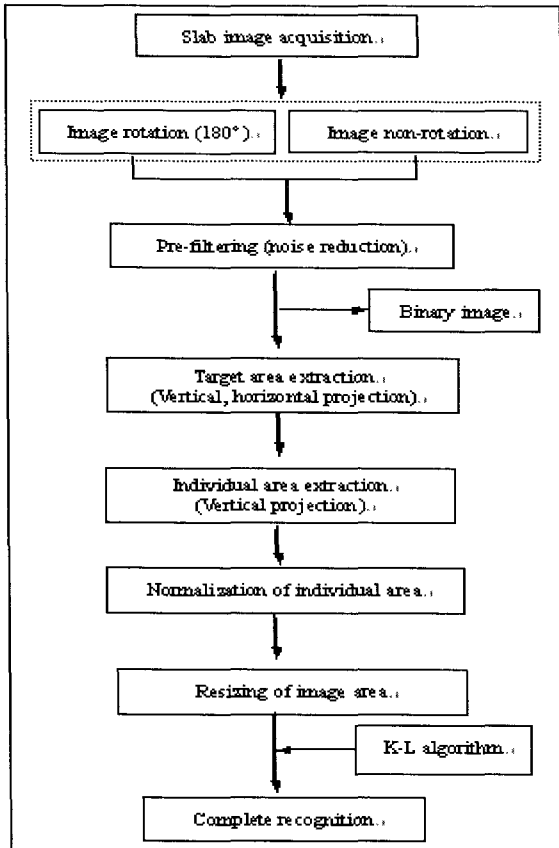 Slab image acquisition.
Image rotation (180°).
Image non-rotation.
Pre-filtering (noise reduction).
Binary image.
Target area extraction.
(Vertical, horizontal projection).
Individual area extraction.
(Vertical projection).
Normalization of individual area.
Resizing of image area.
K-L algorithm.
Complete recognition.